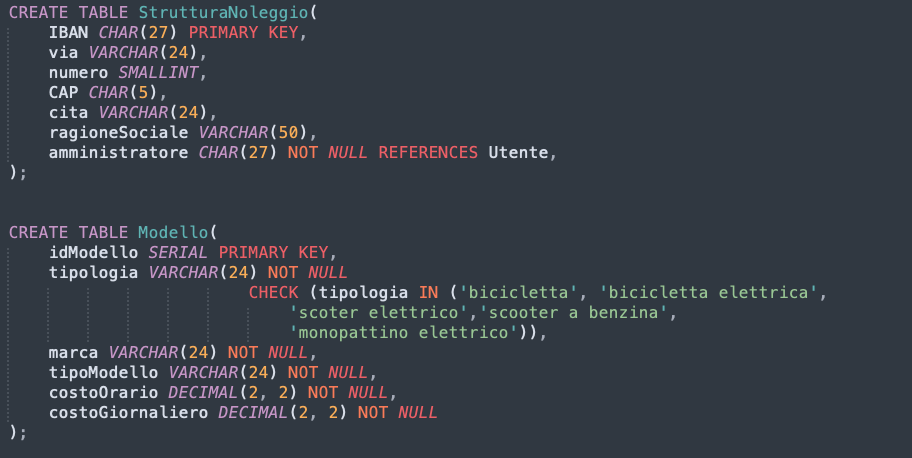 CREATE TABLE StrutturaNoleggio(
IBAN CHAR(27) PRIMARY KEY,
via VARCHAR(24),
numero SMALLINT,
CAP CHAR(5),
cita VARCHAR(24),
ragioneSociale VARCHAR(50),
amministratore CHAR(27) NOT NULL REFERENCES Utente,
);
CREATE TABLE Modello(
idModello SERIAL PRIMARY KEY,
tipologia VARCHAR(24) NOT NULL
CHECK (tipologia IN ('bicicletta', 'bicicletta elettrica',
'scoter elettrico','scooter a benzina',
'monopattino elettrico')),
marca VARCHAR(24) NOT NULL,
tipoModello VARCHAR(24) NOT NULL,
costoOrario DECIMAL(2, 2) NOT NULL,
costoGiornaliero DECIMAL(2, 2) NOT NULL
);